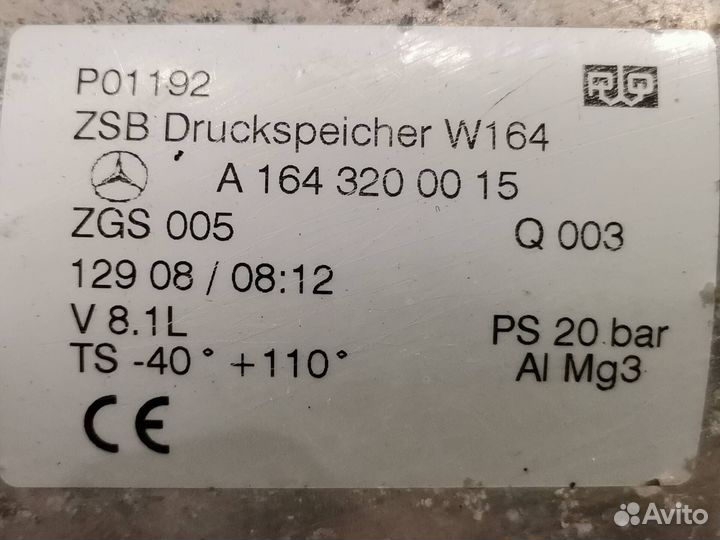 P01192
ZSB Druckspeicher W164
A 164 320 00 15
ZGS 005 Q 003
129 08 / 08:12
V 8.1L PS 20 bar
TS -40° +110° Al Mg3
CE
Avito